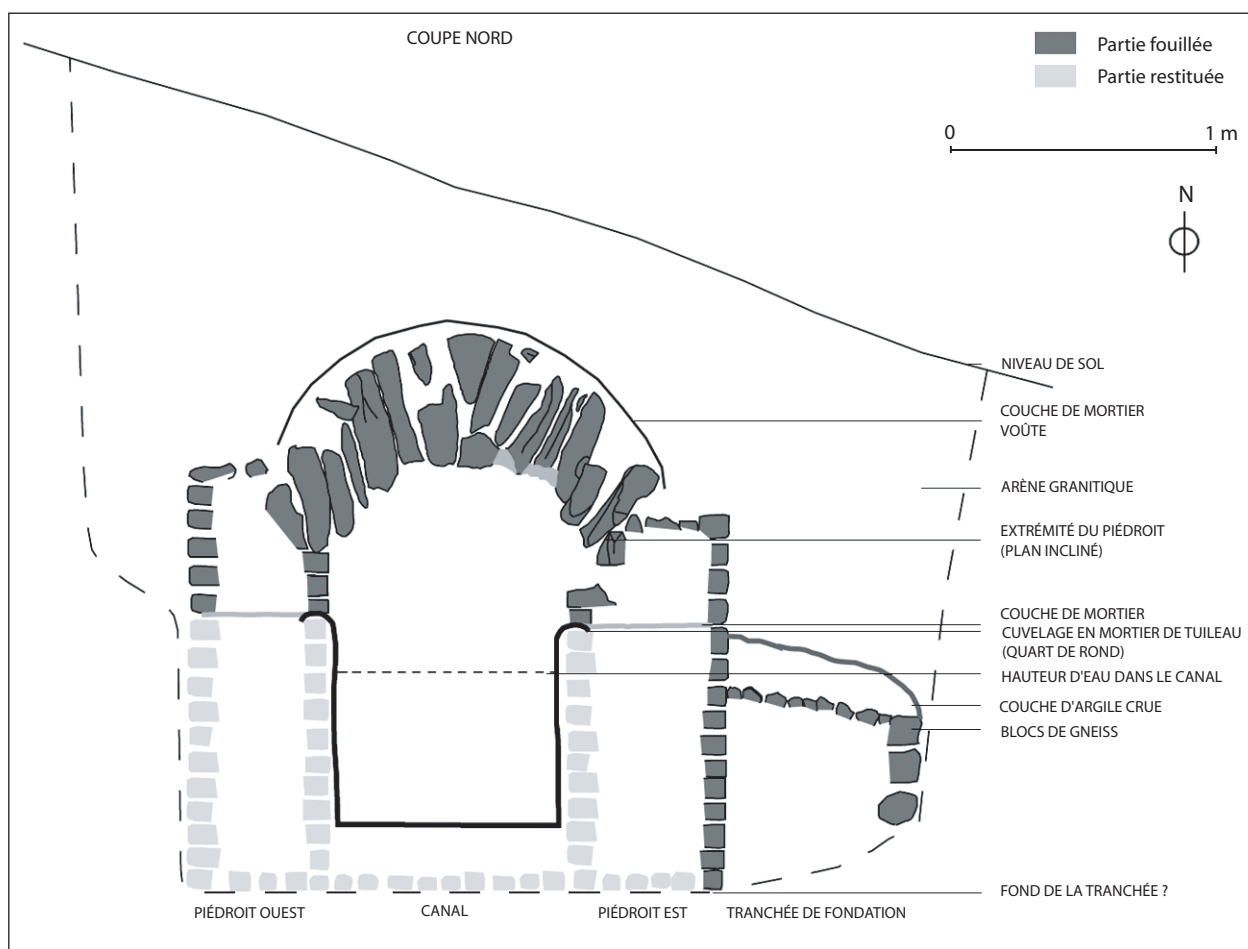 COUPE NORD
Partie fouillée
Partie restituée
0 1 m
N
NIVEAU DE SOL
COUCHE DE MORTIER
VOÛTE
ARÈNE GRANITIQUE
EXTRÉMITÉ DU PIÉDROIT
(PLAN INCLINÉ)
COUCHE DE MORTIER
CUVELAGE EN MORTIER DE TUILEAU
(QUART DE ROND)
HAUTEUR D'EAU DANS LE CANAL
COUCHE D'ARGILE CRUE
BLOCS DE GNEISS
FOND DE LA TRANCHÉE ?
PIÉDROIT OUEST CANAL PIÉDROIT EST TRANCHÉE DE FONDATION